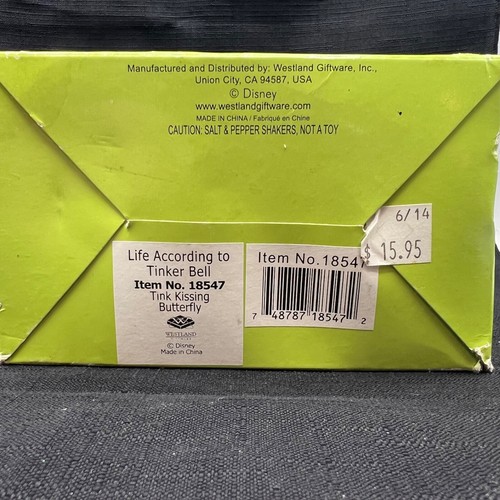 Manufactured and Distributed by: Westland Giftware, Inc.,
Union City, CA 94587, USA
© Disney
www.westlandgiftware.com
MADE IN CHINA / Fabriqué en Chine
CAUTION: SALT & PEPPER SHAKERS, NOT A TOY
6/14
$ 15.95
Life According to
Tinker Bell
Item No. 18547
Tink Kissing
Butterfly
WESTLAND
© Disney
Made in China
Item No. 18547
7 48787 18547 2